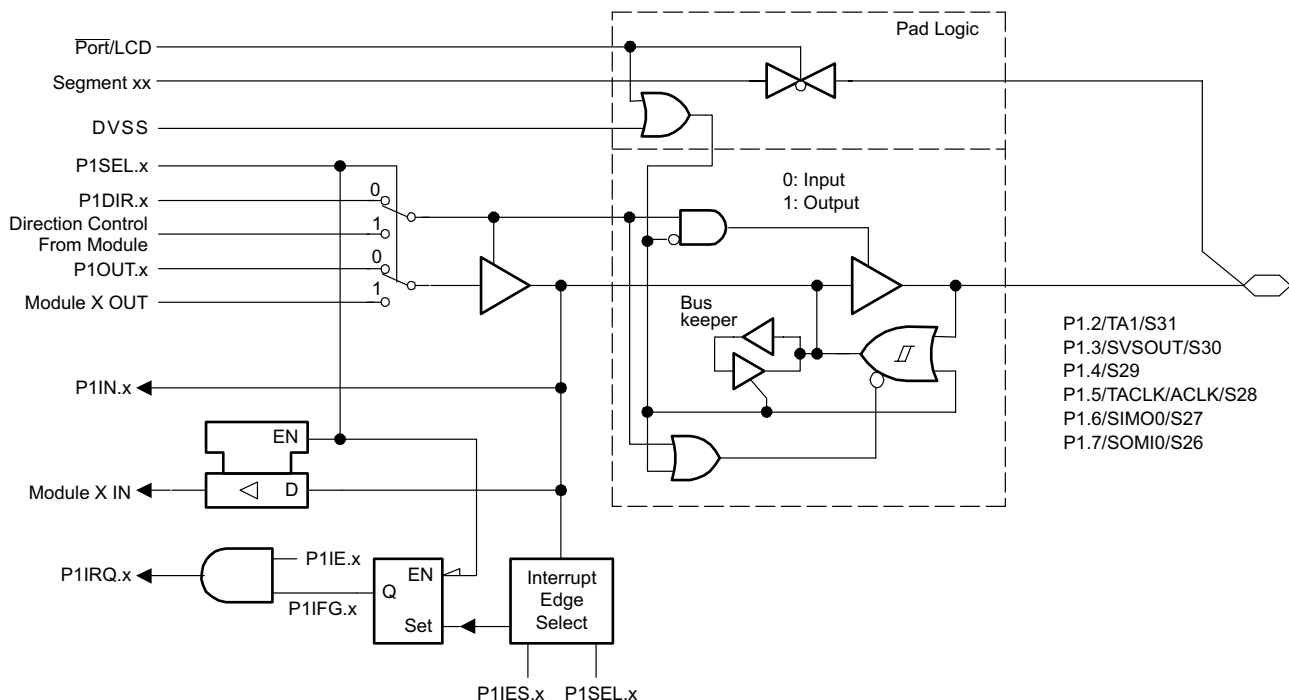 Port/LCD
Pad Logic
Segment xx
DVSS
P1SEL.x
P1DIR.x
0
Direction Control
From Module
1
P1OUT.x
0
Module X OUT
1
0: Input
1: Output
Bus
keeper
P1.2/TA1/S31
P1.3/SVSOUT/S30
P1.4/S29
P1.5/TACLK/ACLK/S28
P1.6/SIMO0/S27
P1.7/SOMI0/S26
P1IN.x
EN
Module X IN
D
P1IRQ.x
P1IE.x
P1IFG.x
Q
EN
Set
Interrupt
Edge
Select
P1IES.x
P1SEL.x